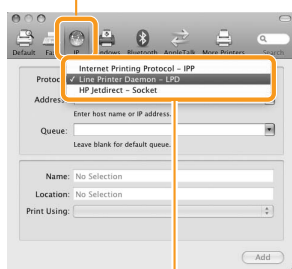 Default Fa IP ndows Bluetooth AppleTalk More Printers Search
Internet Printing Protocol – IPP
Protoc ✓ Line Printer Daemon – LPD
HP Jetdirect – Socket
Address
Enter host name or IP address.
Queue:
Leave blank for default queue.
Name: No Selection
Location: No Selection
Print Using:
Add